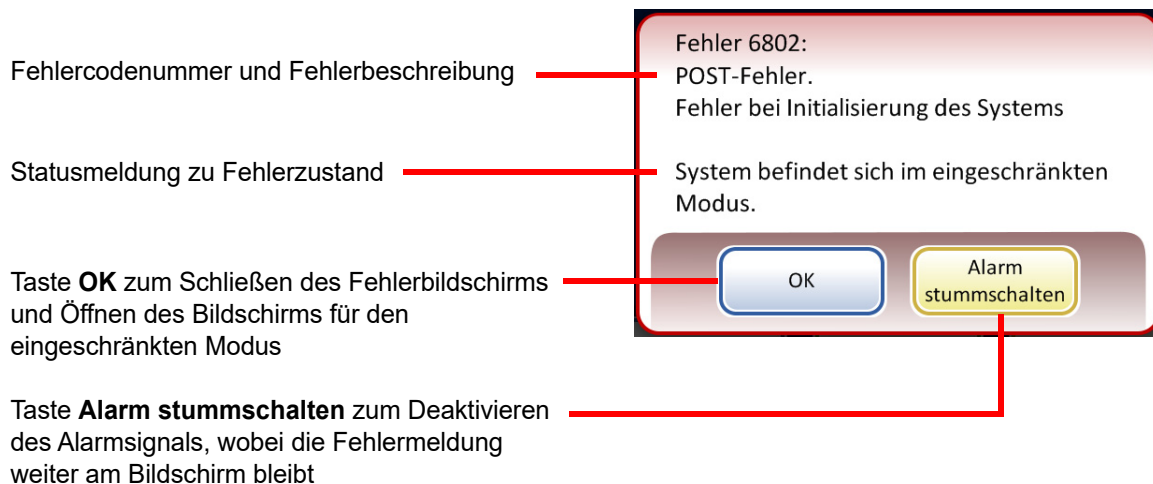 Fehlercodenummer und Fehlerbeschreibung
Statusmeldung zu Fehlerzustand
Taste OK zum Schließen des Fehlerbildschirms
und Öffnen des Bildschirms für den
eingeschränkten Modus
Taste Alarm stummschalten zum Deaktivieren
des Alarmsignals, wobei die Fehlermeldung
weiter am Bildschirm bleibt
Fehler 6802:
POST-Fehler.
Fehler bei Initialisierung des Systems
System befindet sich im eingeschränkten
Modus.
OK
Alarm
stummschalten